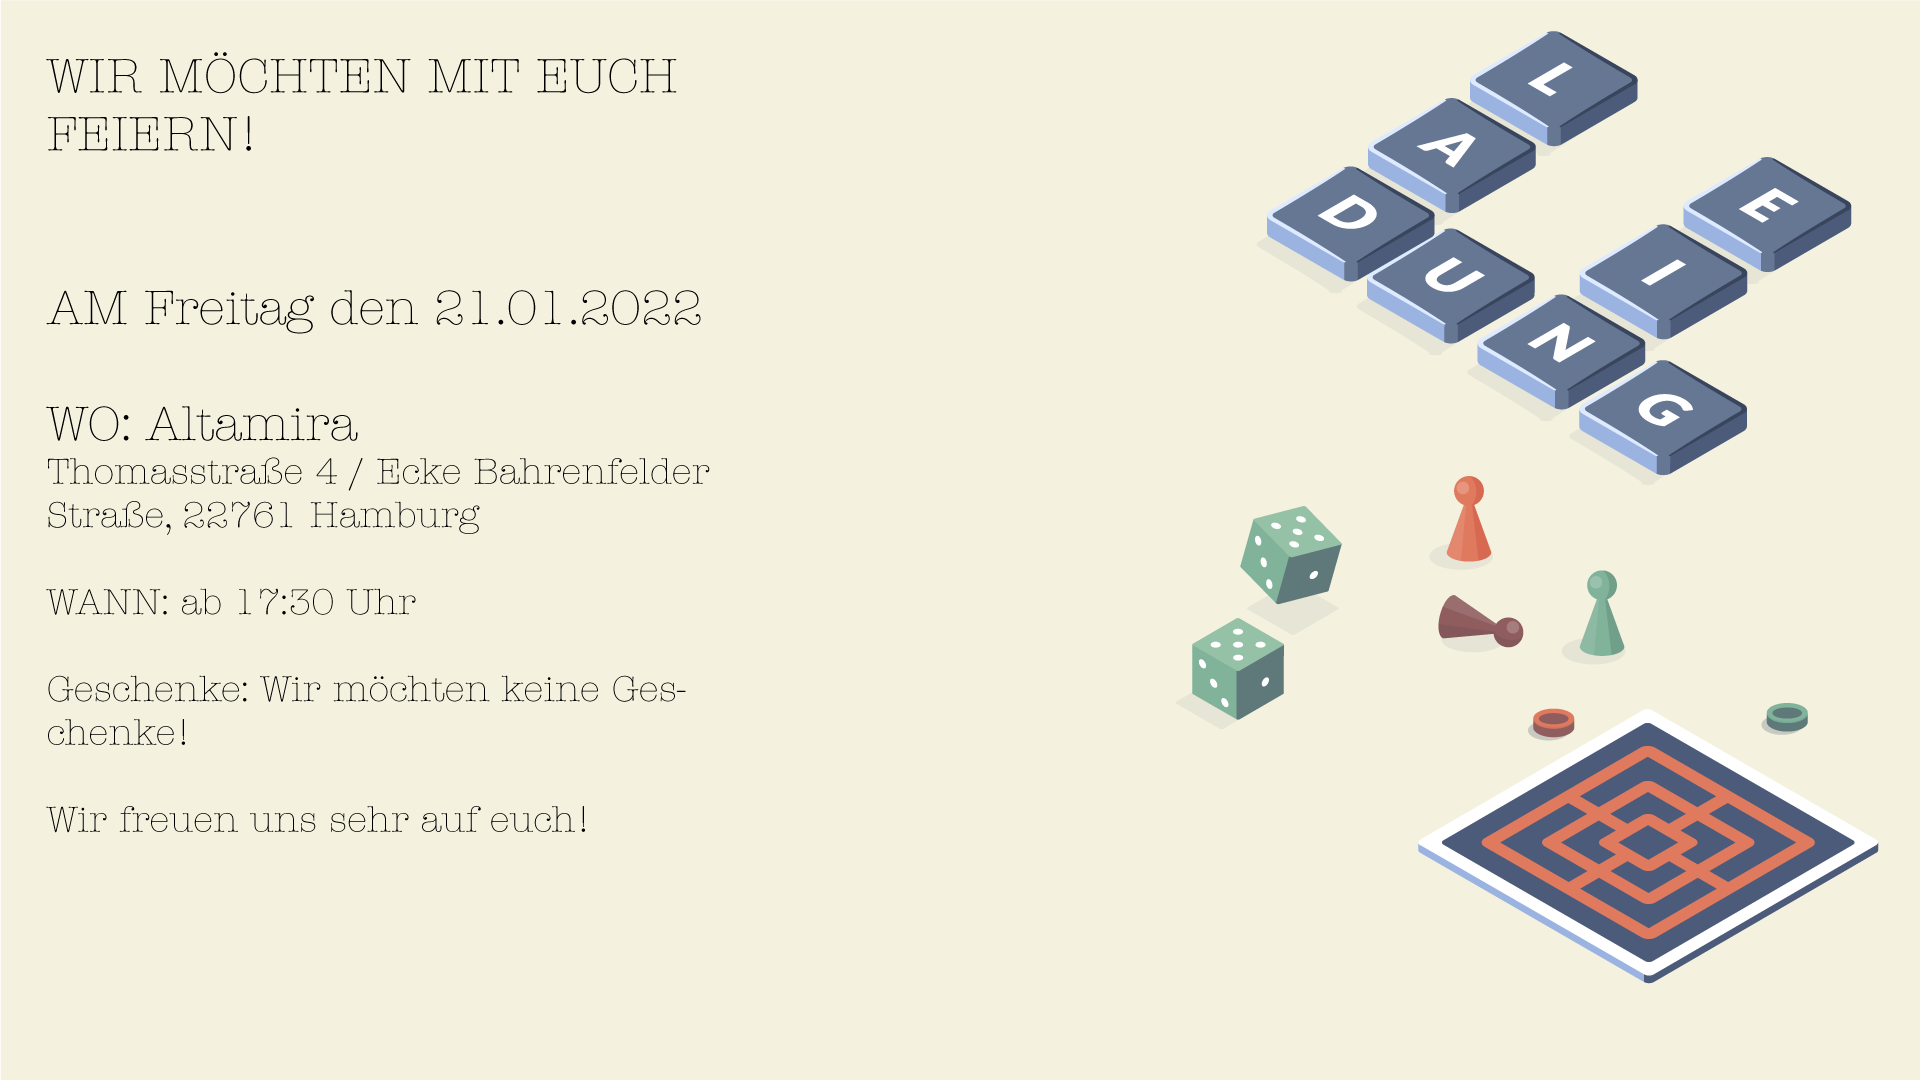 WIR MÖCHTEN MIT EUCH
FEIERN!
AM Freitag den 21.01.2022
WO: Altamira
Thomasstraße 4 / Ecke Bahrenfelder
Straße, 22761 Hamburg
WANN: ab 17:30 Uhr
Geschenke: Wir möchten keine Ges-
chenke!
Wir freuen uns sehr auf euch!
L
A
D
U
N
G
E
I